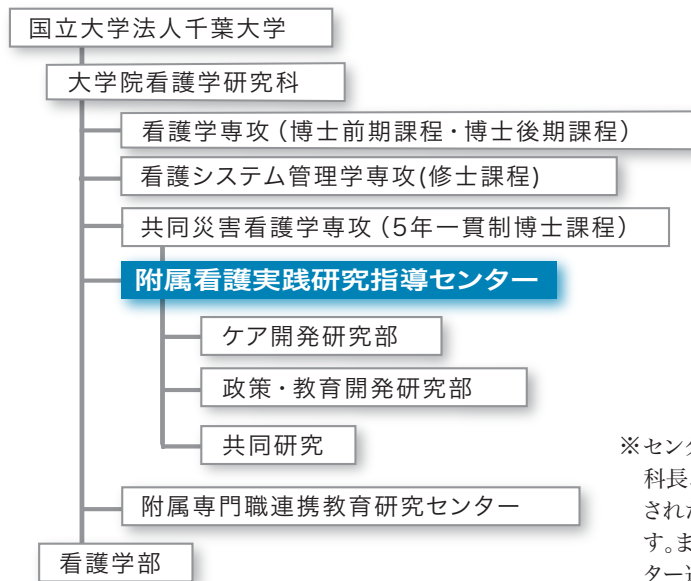 国立大学法人千葉大学
大学院看護学研究科
看護学専攻（博士前期課程・博士後期課程）
看護システム管理学専攻(修士課程)
共同災害看護学専攻（5年一貫制博士課程）
附属看護実践研究指導センター
ケア開発研究部
政策・教育開発研究部
共同研究
附属専門職連携教育研究センター
看護学部
※センタ
科長、
された
す。ま
ター